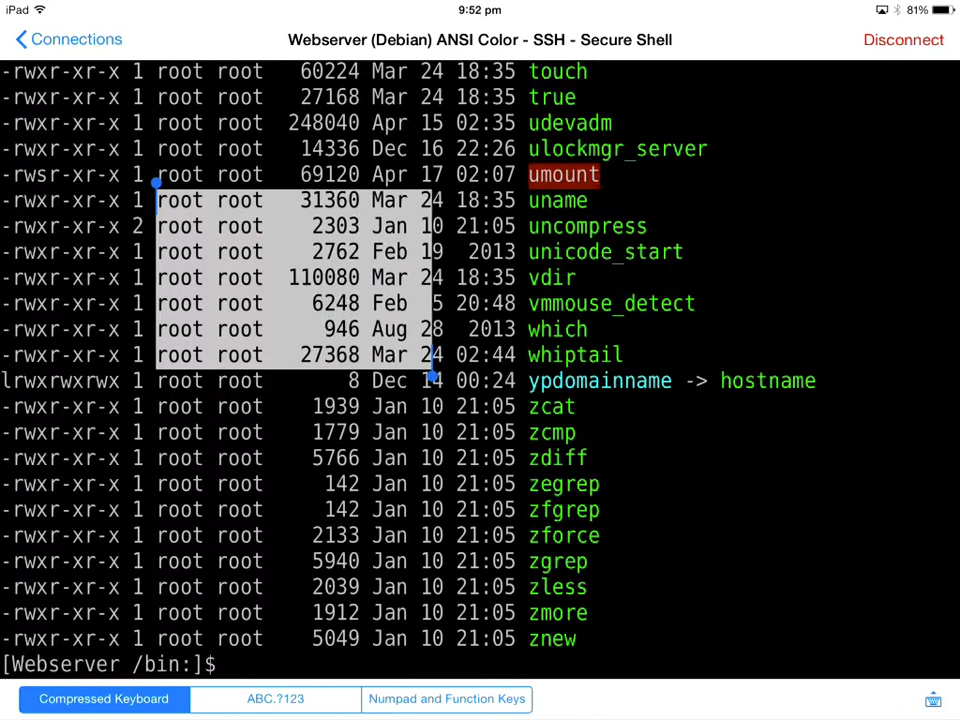 iPad 9:52 pm 81%
Connections Webserver (Debian) ANSI Color - SSH - Secure Shell Disconnect
-rwxr-xr-x 1 root root 60224 Mar 24 18:35 touch
-rwxr-xr-x 1 root root 27168 Mar 24 18:35 true
-rwxr-xr-x 1 root root 248040 Apr 15 02:35 udevadm
-rwxr-xr-x 1 root root 14336 Dec 16 22:26 ulockmgr_server
-rwsr-xr-x 1 root root 69120 Apr 17 02:07 umount
-rwxr-xr-x 1 root root 31360 Mar 24 18:35 uname
-rwxr-xr-x 2 root root 2303 Jan 10 21:05 uncompress
-rwxr-xr-x 1 root root 2762 Feb 19 2013 unicode_start
-rwxr-xr-x 1 root root 110080 Mar 24 18:35 vdir
-rwxr-xr-x 1 root root 6248 Feb 5 20:48 vmmouse_detect
-rwxr-xr-x 1 root root 946 Aug 28 2013 which
-rwxr-xr-x 1 root root 27368 Mar 24 02:44 whiptail
lrwxrwxrwx 1 root root 8 Dec 14 00:24 ypdomainname -> hostname
-rwxr-xr-x 1 root root 1939 Jan 10 21:05 zcat
-rwxr-xr-x 1 root root 1779 Jan 10 21:05 zcmp
-rwxr-xr-x 1 root root 5766 Jan 10 21:05 zdiff
-rwxr-xr-x 1 root root 142 Jan 10 21:05 zegrep
-rwxr-xr-x 1 root root 142 Jan 10 21:05 zfgrep
-rwxr-xr-x 1 root root 2133 Jan 10 21:05 zforce
-rwxr-xr-x 1 root root 5940 Jan 10 21:05 zgrep
-rwxr-xr-x 1 root root 2039 Jan 10 21:05 zless
-rwxr-xr-x 1 root root 1912 Jan 10 21:05 zmore
-rwxr-xr-x 1 root root 5049 Jan 10 21:05 znew
[Webserver /bin:]$
Compressed Keyboard ABC.?123 Numpad and Function Keys